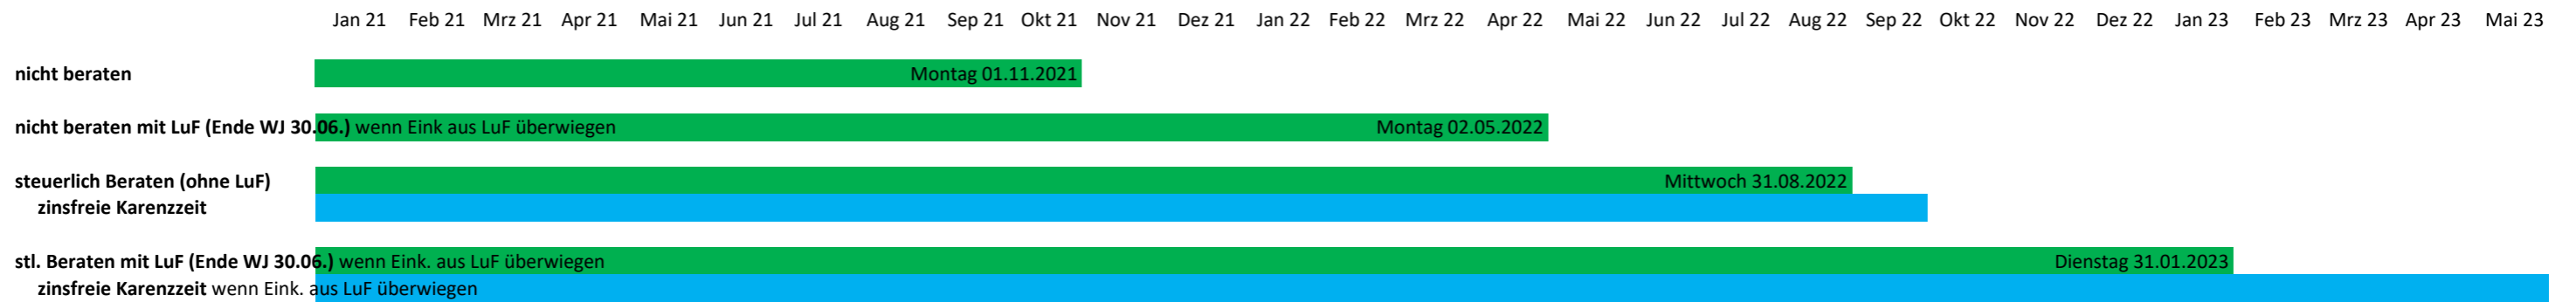 Jan 21 Feb 21 Mrz 21 Apr 21 Mai 21 Jun 21 Jul 21 Aug 21 Sep 21 Okt 21 Nov 21 Dez 21 Jan 22 Feb 22 Mrz 22 Apr 22 Mai 22 Jun 22 Jul 22 Aug 22 Sep 22 Okt 22 Nov 22 Dez 22 Jan 23 Feb 23 Mrz 23 Apr 23 Mai 23
nicht beraten Montag 01.11.2021
nicht beraten mit LuF (Ende WJ 30.06.) wenn Eink aus LuF überwiegen Montag 02.05.2022
steuerlich Beraten (ohne LuF) Mittwoch 31.08.2022
zinsfreie Karenzzeit
stl. Beraten mit LuF (Ende WJ 30.06.) wenn Eink. aus LuF überwiegen Dienstag 31.01.2023
zinsfreie Karenzzeit wenn Eink. aus LuF überwiegen